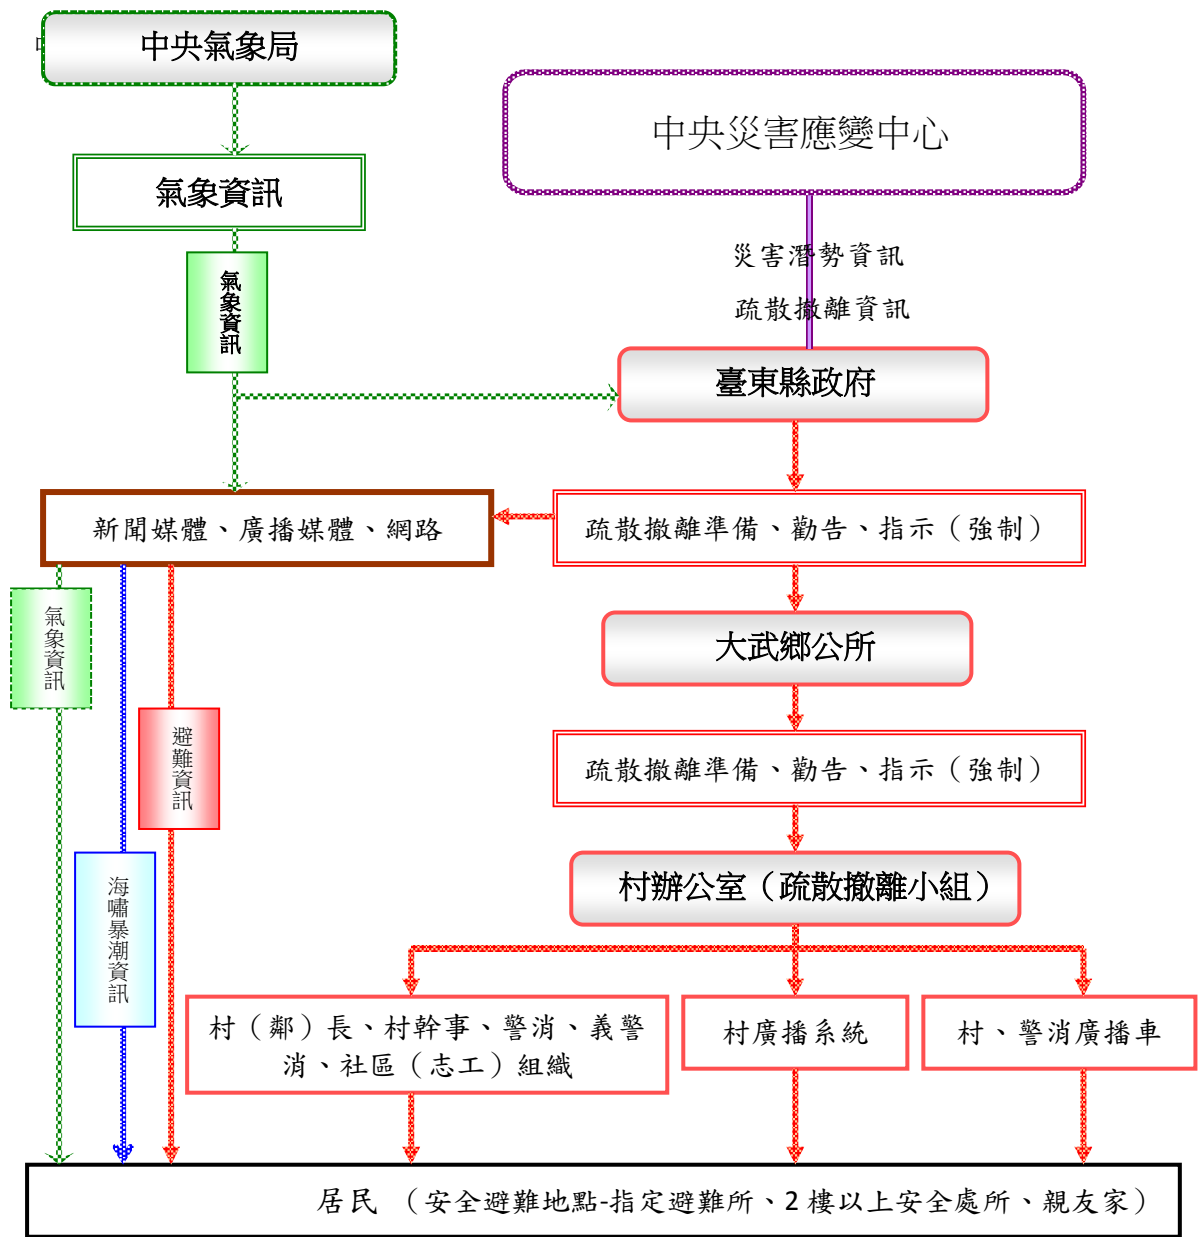 中央氣象局
中央災害應變中心
氣象資訊
災害潛勢資訊
氣象資訊
疏散撤離資訊
臺東縣政府
新聞媒體、廣播媒體、網路
疏散撤離準備、勸告、指示（強制）
氣象資訊
大武鄉公所
避難資訊
疏散撤離準備、勸告、指示（強制）
海嘯暴潮資訊
村辦公室（疏散撤離小組）
村（鄰）長、村幹事、警消、義警
消、社區（志工）組織
村廣播系統
村、警消廣播車
居民 （安全避難地點-指定避難所、2 樓以上安全處所、親友家）